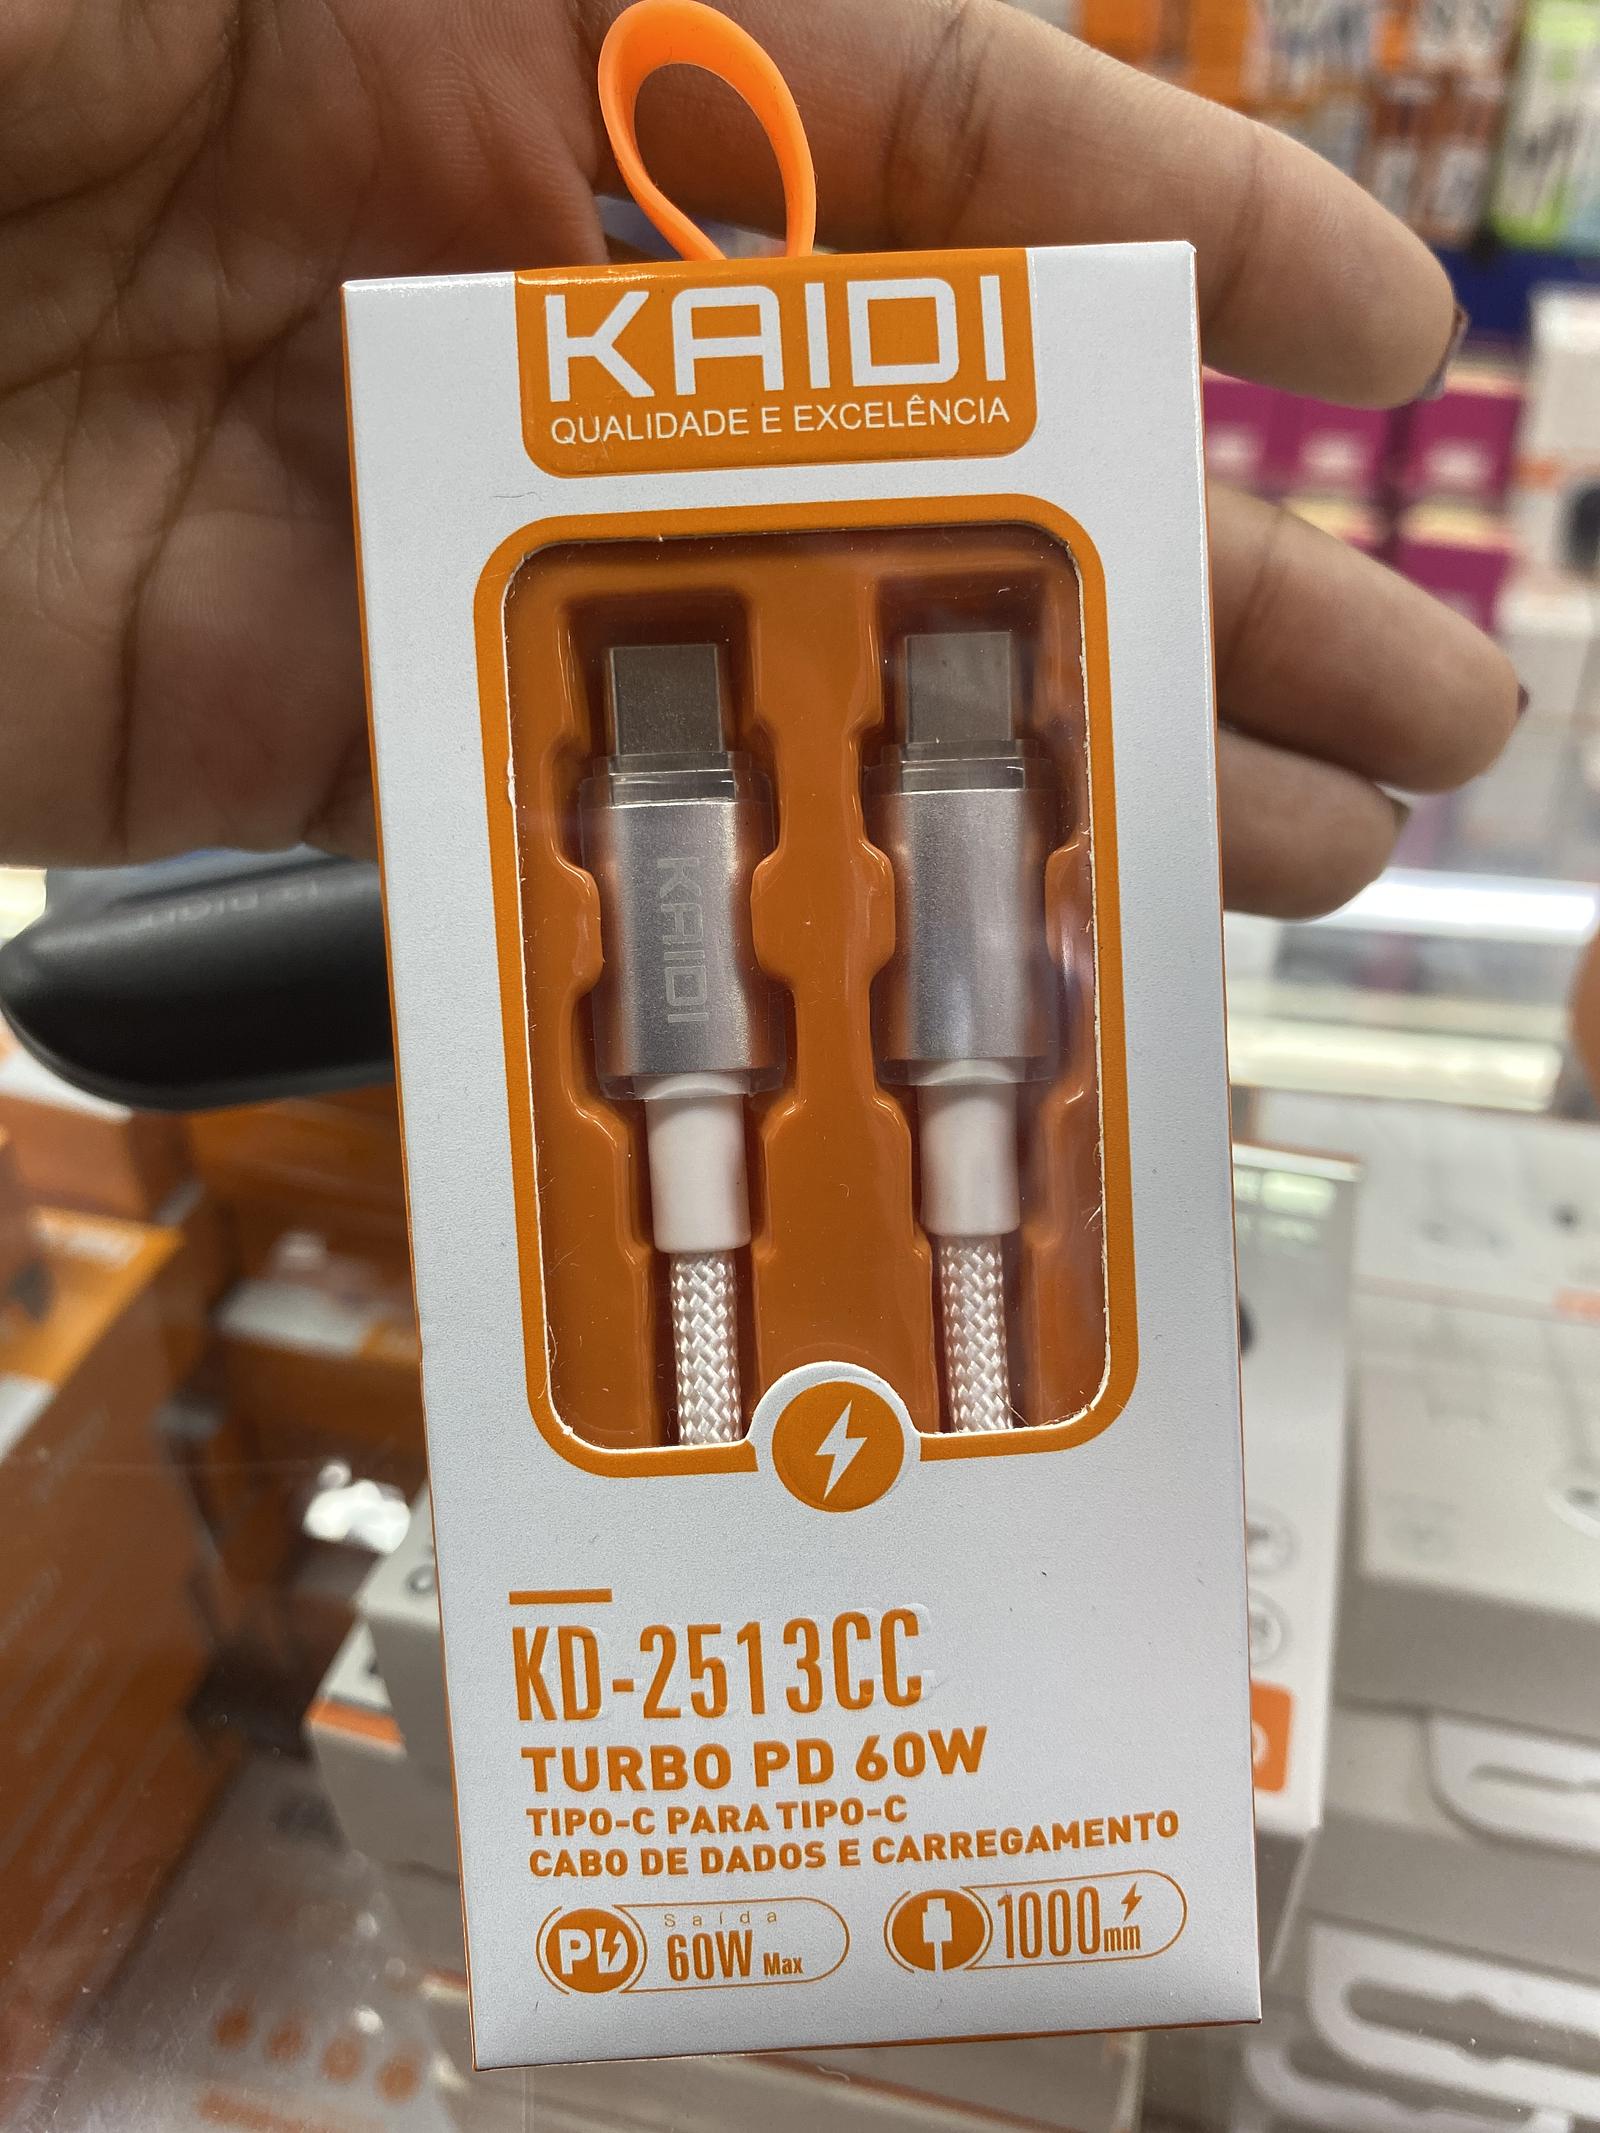 KAIDI
QUALIDADE E EXCELÊNCIA
KAIDI
KD-2513CC
TURBO PD 60W
TIPO-C PARA TIPO-C
CABO DE DADOS E CARREGAMENTO
PD
Saída
60W Max
1000mm